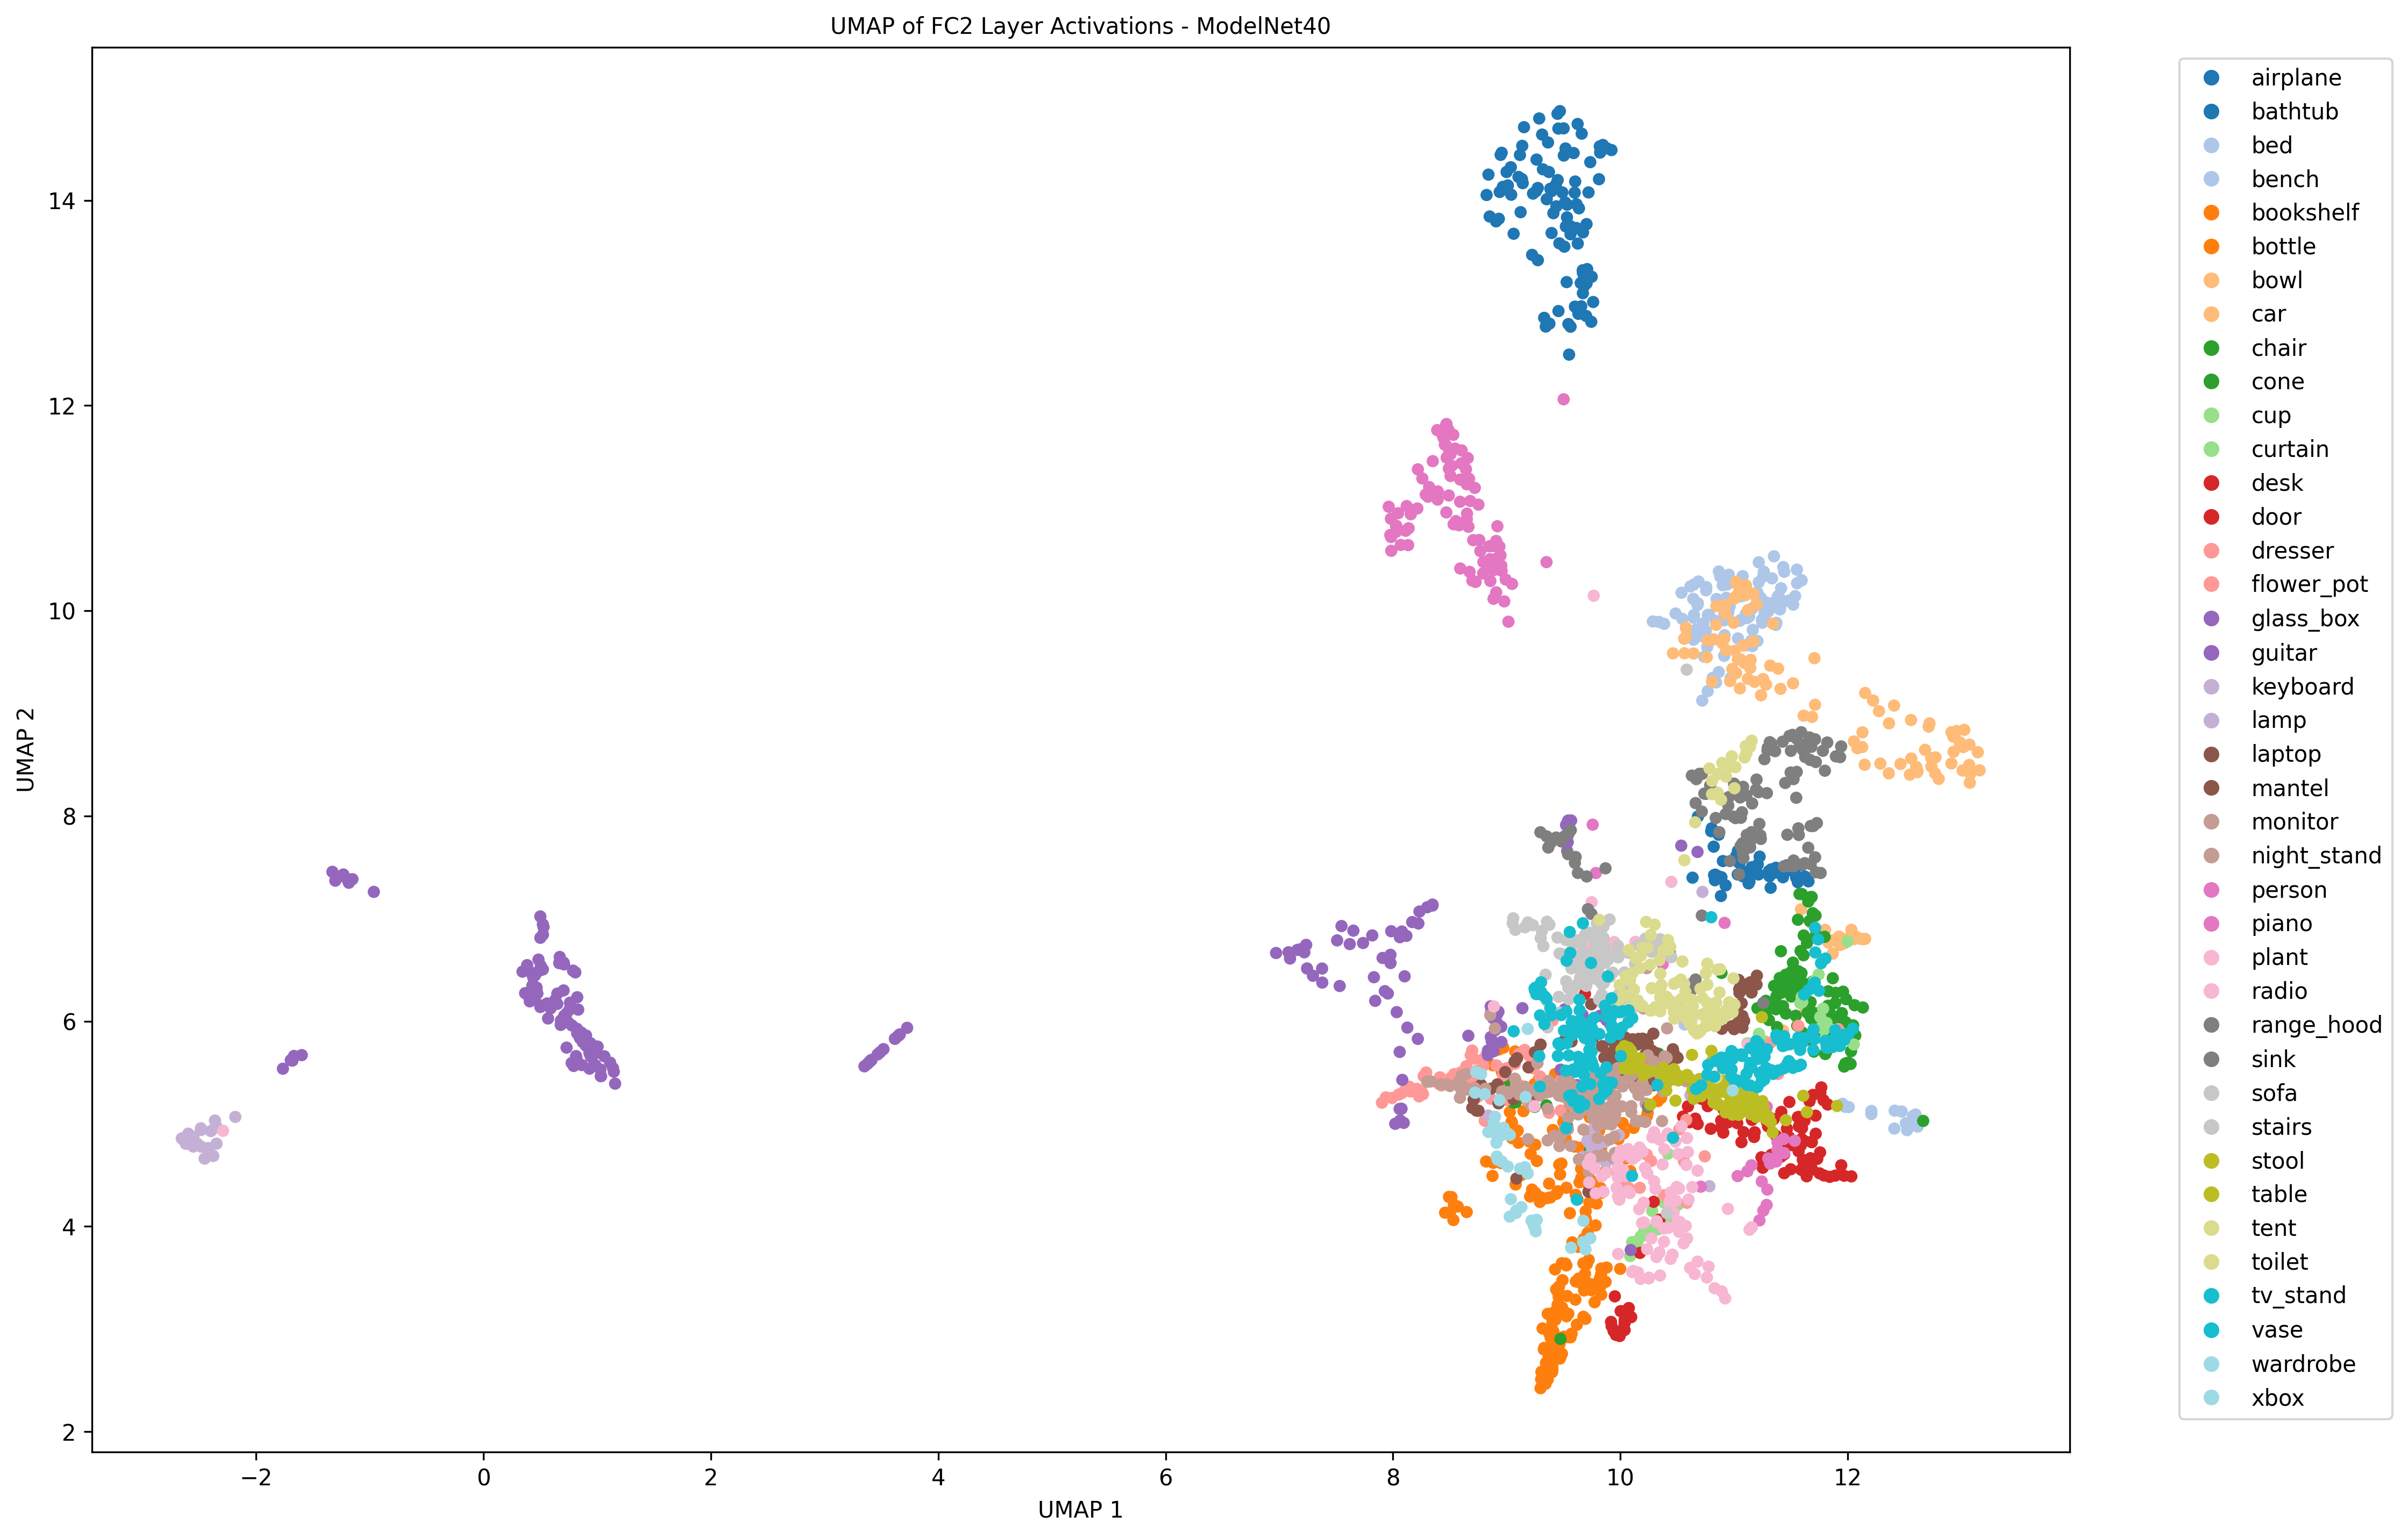 UMAP of FC2 Layer Activations - ModelNet40
UMAP 2
14
12
10
8
6
4
2
−2
0
2
4
6
8
10
12
UMAP 1
airplane
bathtub
bed
bench
bookshelf
bottle
bowl
car
chair
cone
cup
curtain
desk
door
dresser
flower_pot
glass_box
guitar
keyboard
lamp
laptop
mantel
monitor
night_stand
person
piano
plant
radio
range_hood
sink
sofa
stairs
stool
table
tent
toilet
tv_stand
vase
wardrobe
xbox